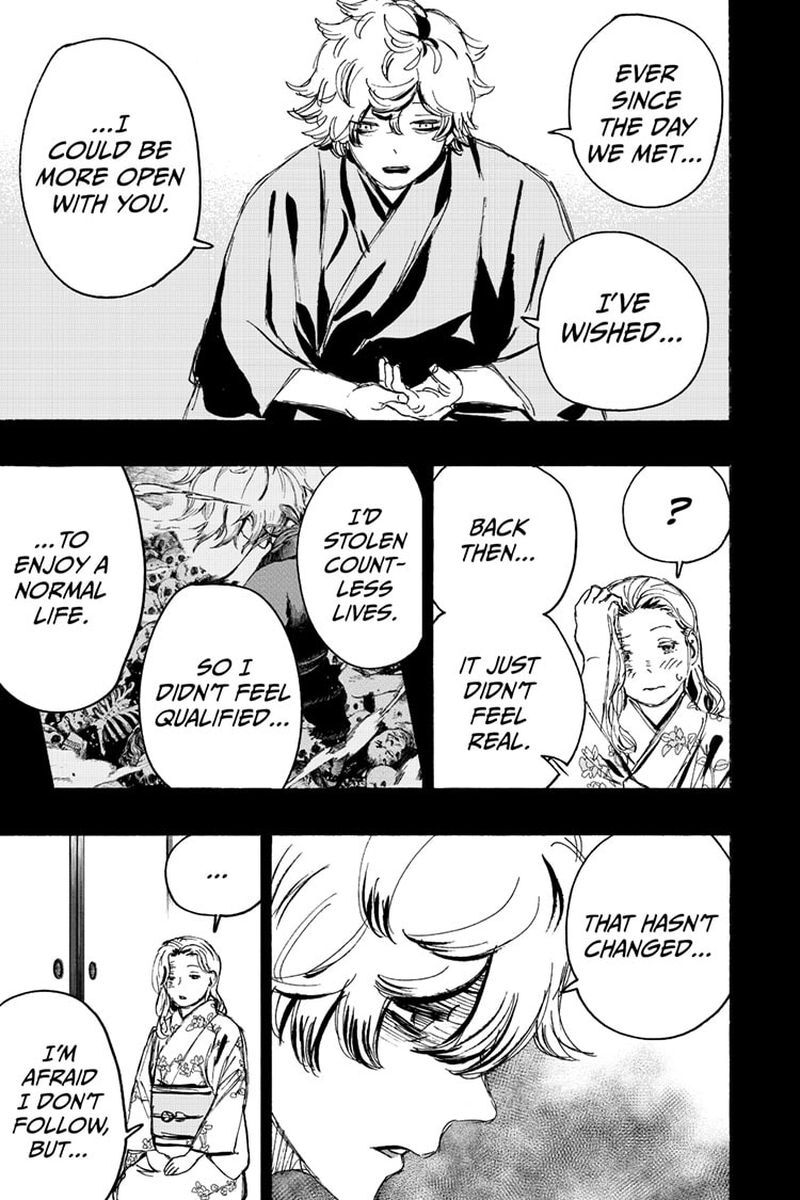 EVER
SINCE
THE DAY
WE MET...
I'VE
WISHED...
...I
COULD BE
MORE OPEN
WITH YOU.
?
BACK
THEN...
IT JUST
DIDN'T
FEEL
REAL.
I'D
STOLEN
COUNT-
LESS
LIVES.
SO I
DIDN'T FEEL
QUALIFIED...
...TO
ENJOY A
NORMAL
LIFE.
THAT HASN'T
CHANGED...
...
I'M
AFRAID
I DON'T
FOLLOW,
BUT...